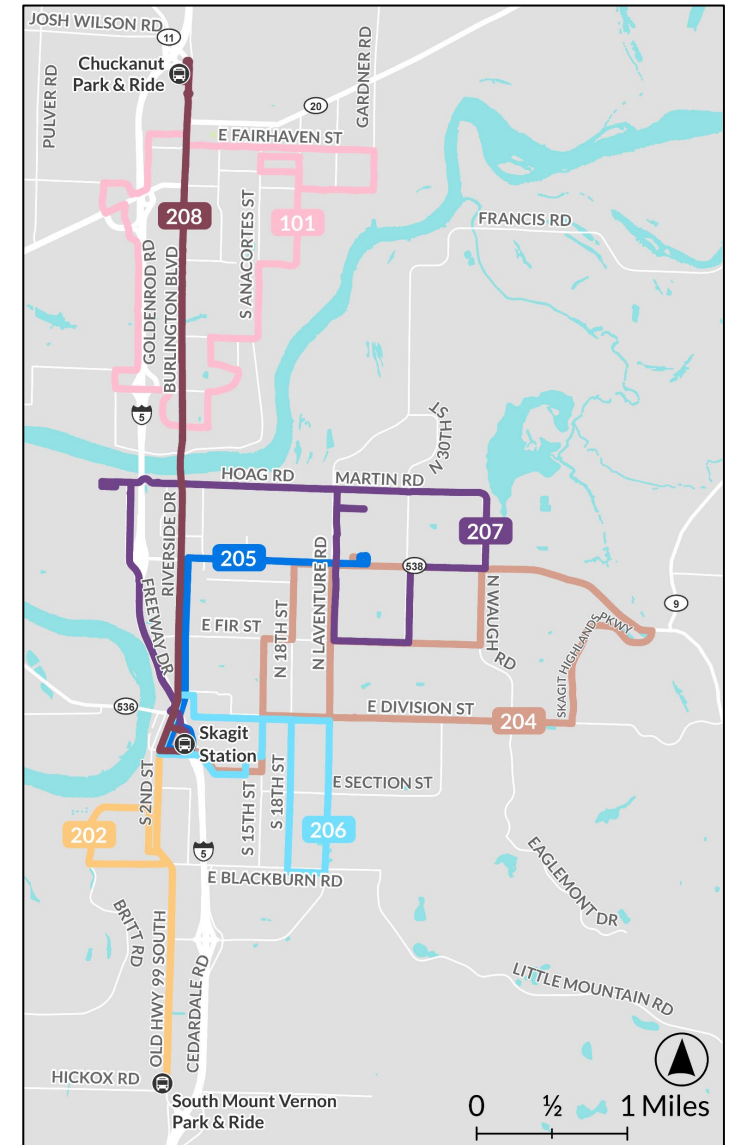 JOSH WILSON RD
11
Chuckanut
Park & Ride
PULVER RD
GARDNER RD
20
E FAIRHAVEN ST
208
101
FRANCIS RD
S ANACORTES ST
GOLDENROD RD
BURLINGTON BLVD
5
N 30TH ST
HOAG RD
MARTIN RD
RIVERSIDE DR
207
205
538
N LAVENTURE RD
FREEWAY DR
E FIR ST
N 18TH ST
N WAUGH RD
SKAGIT HIGHLANDS PKWY
9
536
E DIVISION ST
204
Skagit
Station
S 2ND ST
S 15TH ST
S 18TH ST
E SECTION ST
202
206
5
E BLACKBURN RD
EAGLEMONT DR
BRITT RD
OLD HWY 99 SOUTH
CEDARDALE RD
LITTLE MOUNTAIN RD
HICKOX RD
South Mount Vernon
Park & Ride
0 ½ 1 Miles